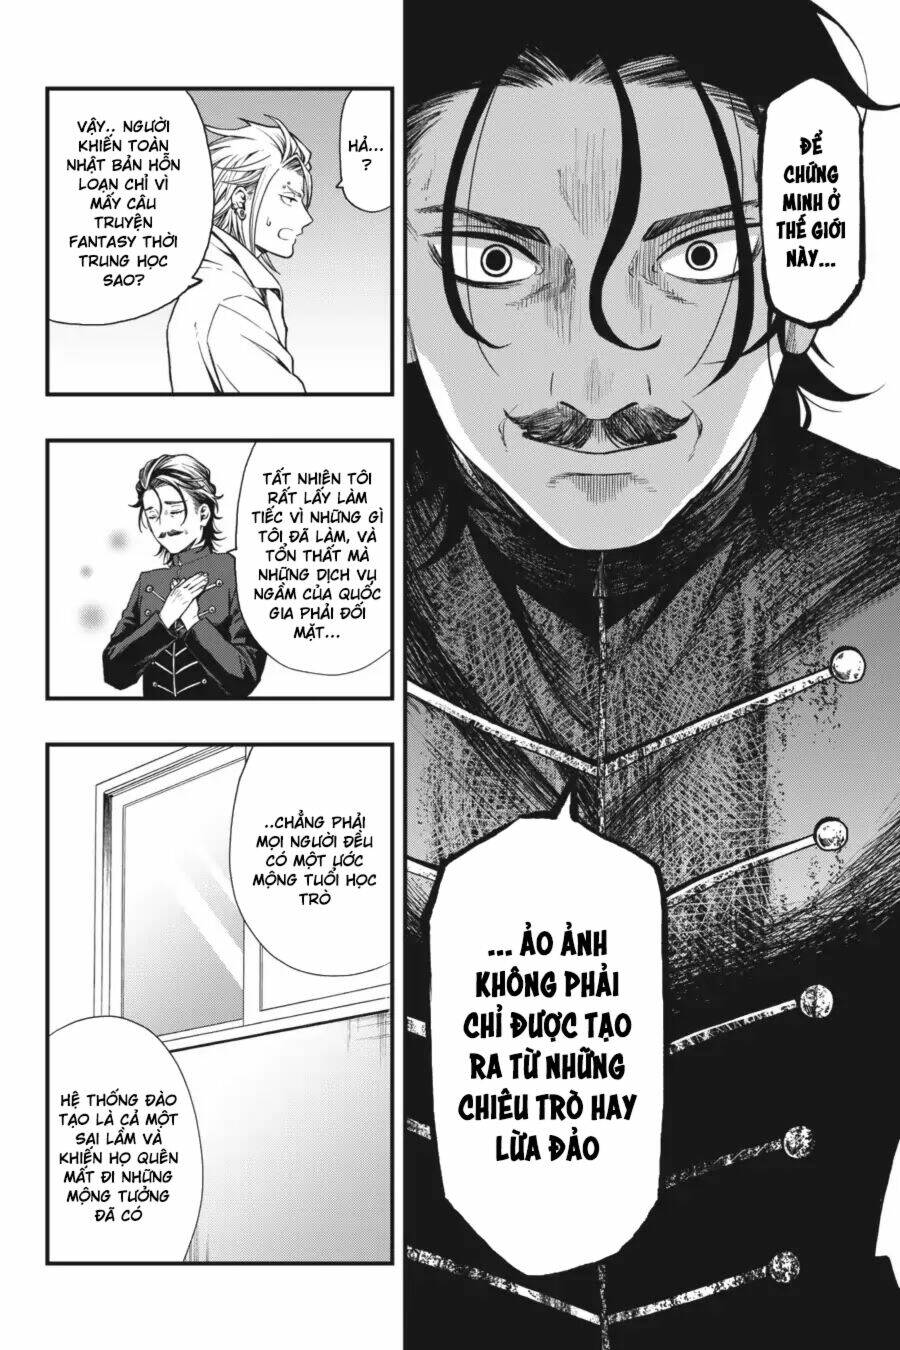 ĐỂ
CHỨNG
MINH Ở
THẾ GIỚI
NÀY...
... ẢO ẢNH
KHÔNG PHẢI
CHỈ ĐƯỢC TẠO
RA TỪ NHỮNG
CHIÊU TRÒ HAY
LỪA ĐẢO
HẢ...
?
VẬY.. NGƯỜI
KHIẾN TOÀN
NHẬT BẢN HỖN
LOẠN CHỈ VÌ
MẤY CÂU
TRUYỆN
FANTASY THỜI
TRUNG HỌC
SAO?
TẤT NHIÊN TÔI
RẤT LẤY LÀM
TIẾC VÌ NHỮNG GÌ
TÔI ĐÃ LÀM, VÀ
TỔN THẤT MÀ
NHỮNG DỊCH VỤ
NGẦM CỦA QUỐC
GIA PHẢI ĐỐI
MẶT...
..CHẲNG PHẢI
MỌI NGƯỜI ĐỀU
CÓ MỘT ƯỚC
MỘNG TUỔI HỌC
TRÒ
HỆ THỐNG ĐÀO
TẠO LÀ CẢ MỘT
SAI LẦM VÀ
KHIẾN HỌ QUÊN
MẤT ĐI NHỮNG
MỘNG TƯỞNG
ĐÃ CÓ